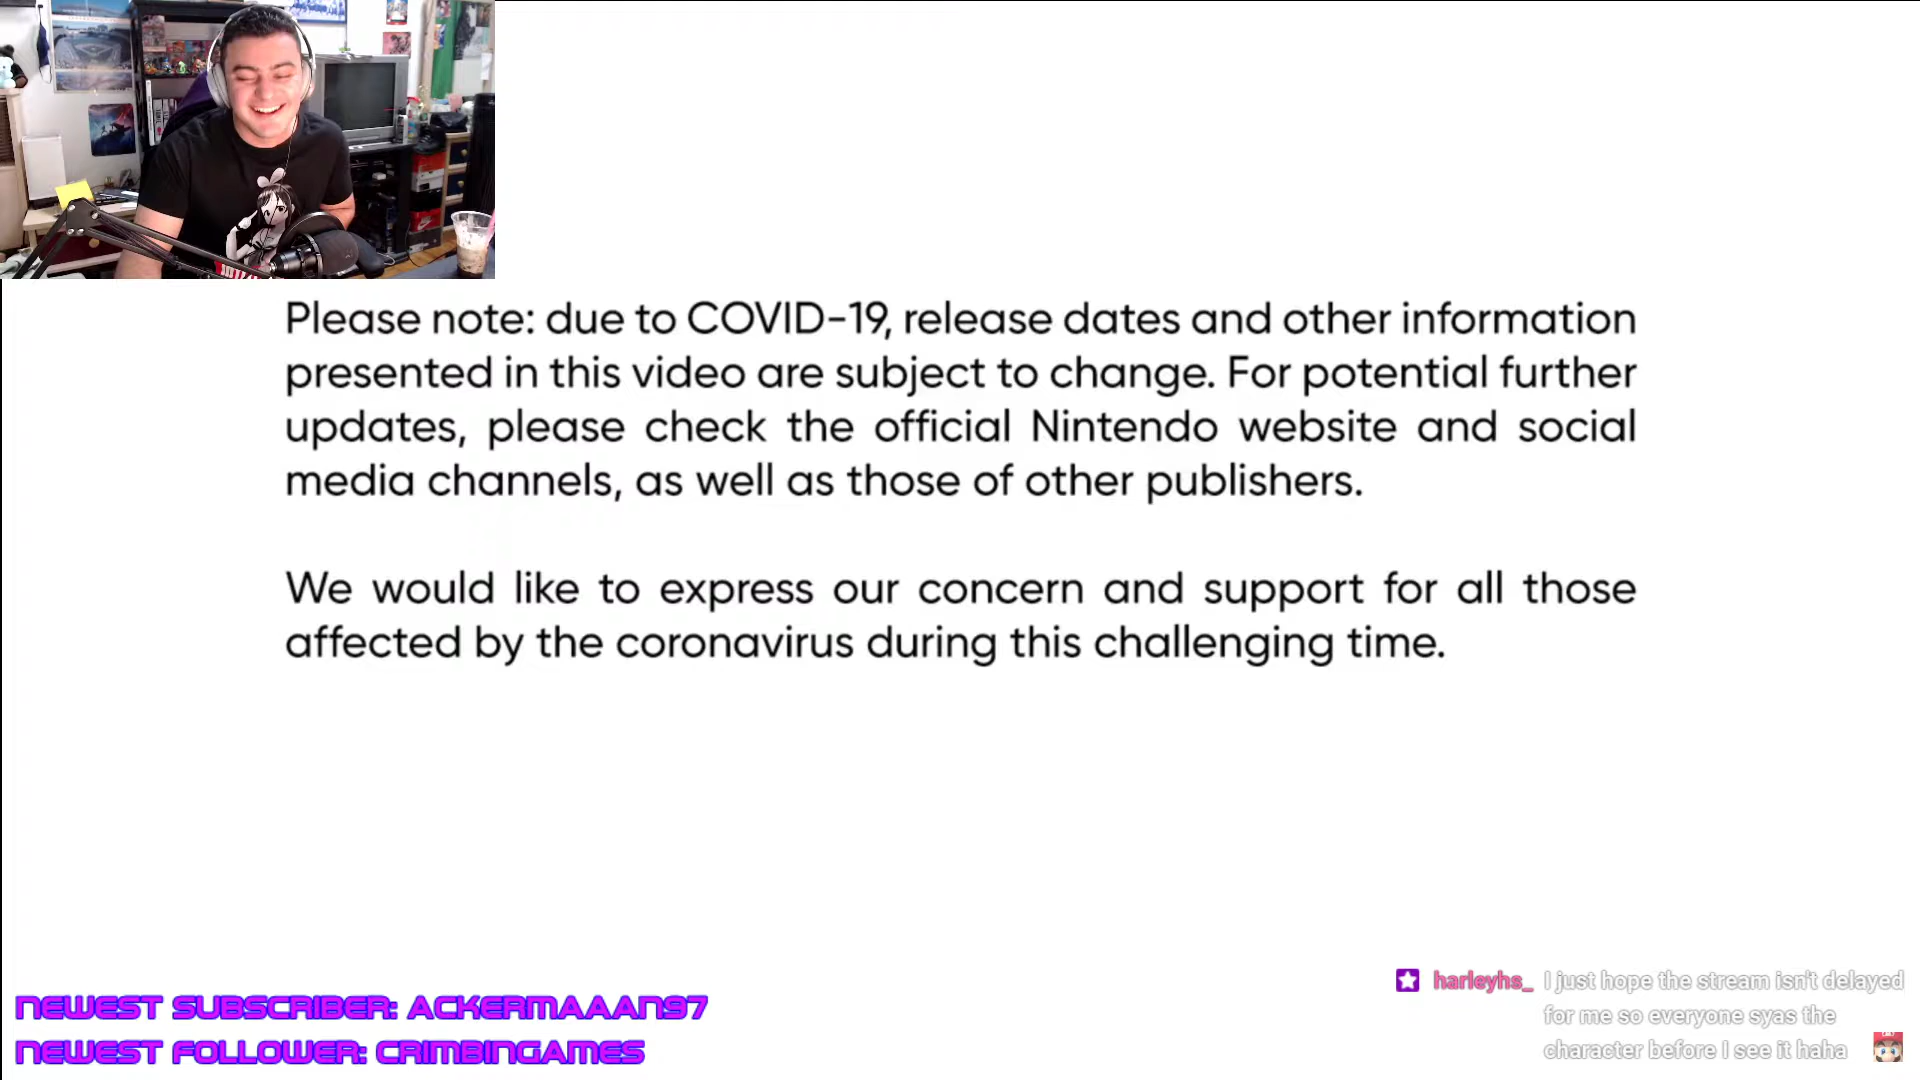 Please note: due to COVID-19, release dates and other information
presented in this video are subject to change. For potential further
updates, please check the official Nintendo website and social
media channels, as well as those of other publishers.
We would like to express our concern and support for all those
affected by the coronavirus during this challenging time.
harleyhs_ I just hope the stream isn't delayed
for me so everyone syas the
character before I see it haha
NEWEST SUBSCRIBER: ACKERMAAAN97
NEWEST FOLLOWER: CRIMBINGAMES